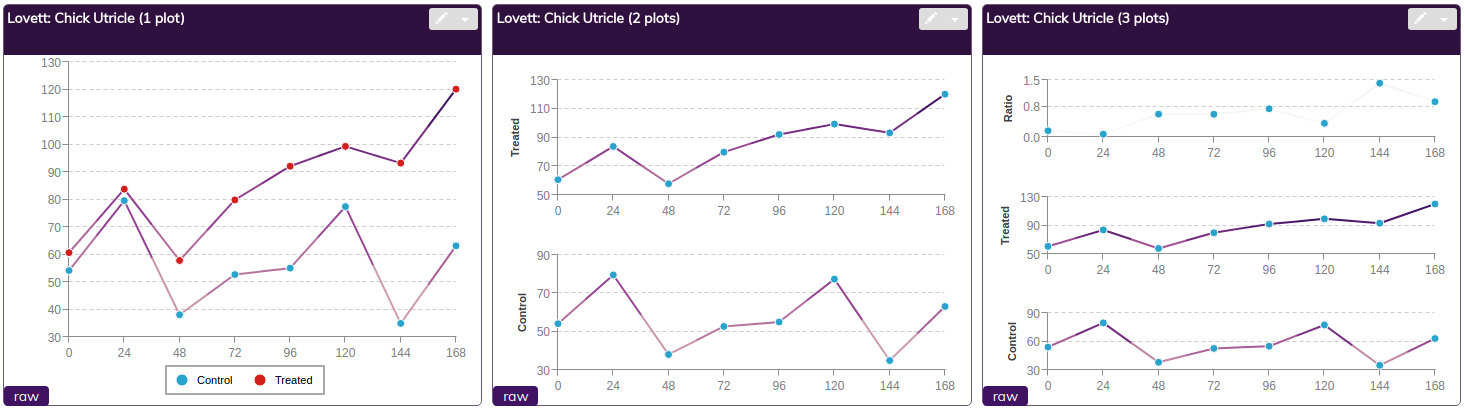 Lovett: Chick Utricle (1 plot)
130
120
110
100
90
80
70
60
50
40
30
0 24 48 72 96 120 144 168
Control Treated
raw
Lovett: Chick Utricle (2 plots)
Treated
130
110
90
70
50
0 24 48 72 96 120 144 168
Control
90
70
50
30
0 24 48 72 96 120 144 168
raw
Lovett: Chick Utricle (3 plots)
Ratio
1.5
0.8
0.0
0 24 48 72 96 120 144 168
Treated
130
90
50
0 24 48 72 96 120 144 168
Control
90
60
30
0 24 48 72 96 120 144 168
raw